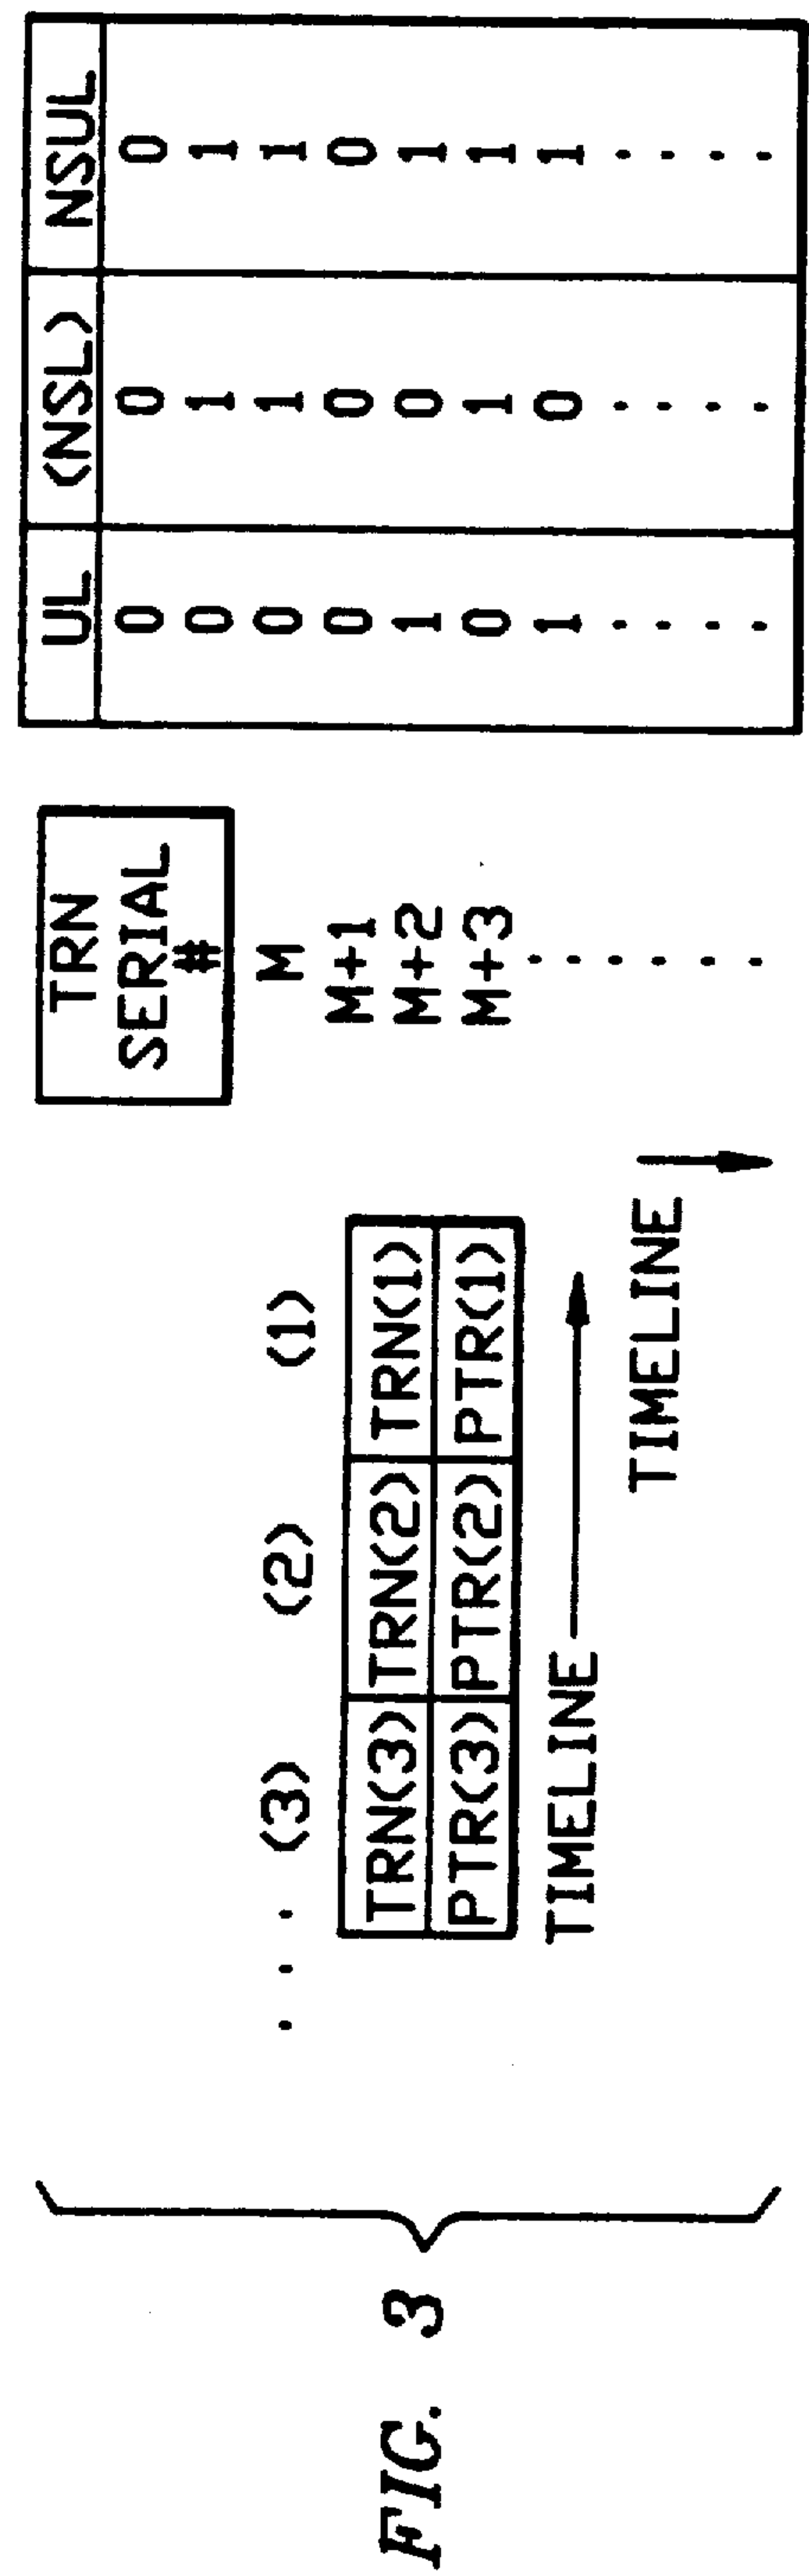 ... (3) (2) (1)
TRN(3) TRN(2) TRN(1)
PTR(3) PTR(2) PTR(1)
TIMELINE
TIMELINE
TRN
SERIAL
#
M
M+1
M+2
M+3
......
UL (NSL) NSUL
0 0 0
0 1 1
0 1 1
0 0 0
1 0 1
0 1 1
1 0 1
. . .
. . .
. . .
. . .
FIG. 3